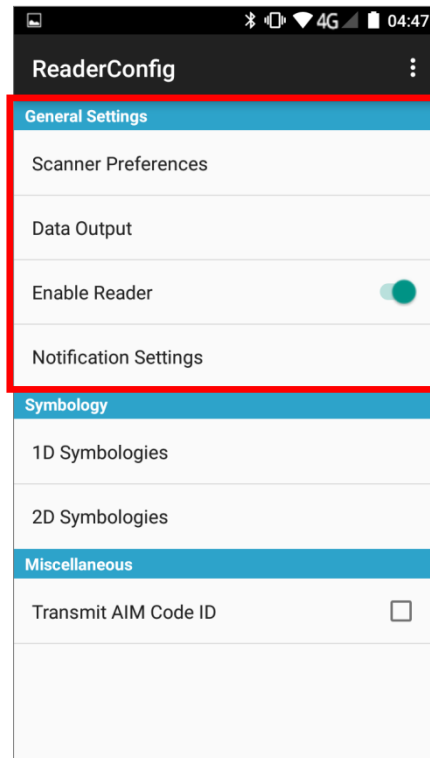 4G 04:47
ReaderConfig
General Settings
Scanner Preferences
Data Output
Enable Reader
Notification Settings
Symbology
1D Symbologies
2D Symbologies
Miscellaneous
Transmit AIM Code ID